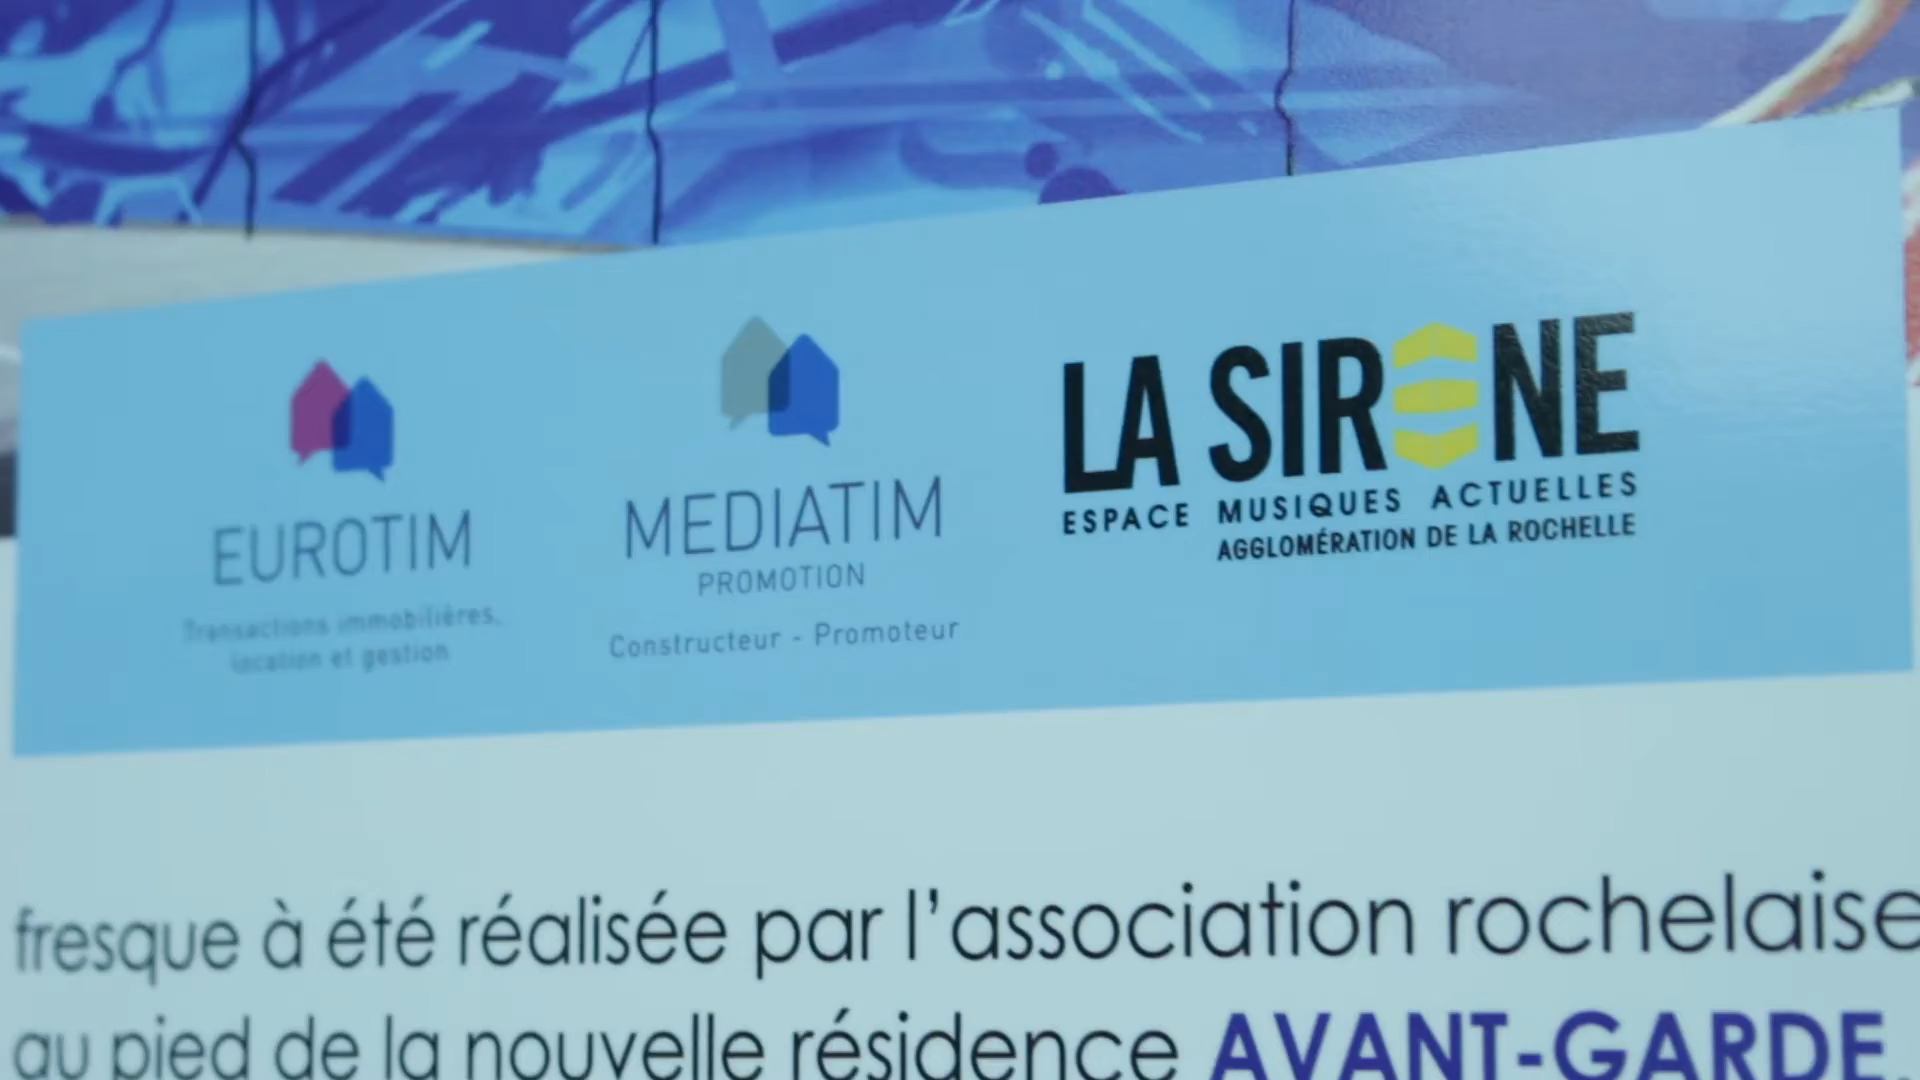 EUROTIM
Transactions immobilières,
location et gestion
MEDIATIM
PROMOTION
Constructeur - Promoteur
LA SIRENE
ESPACE MUSIQUES ACTUELLES
AGGLOMÉRATION DE LA ROCHELLE
fresque à été réalisée par l'association rochelaise
au pied de la nouvelle résidence AVANT-GARDE.